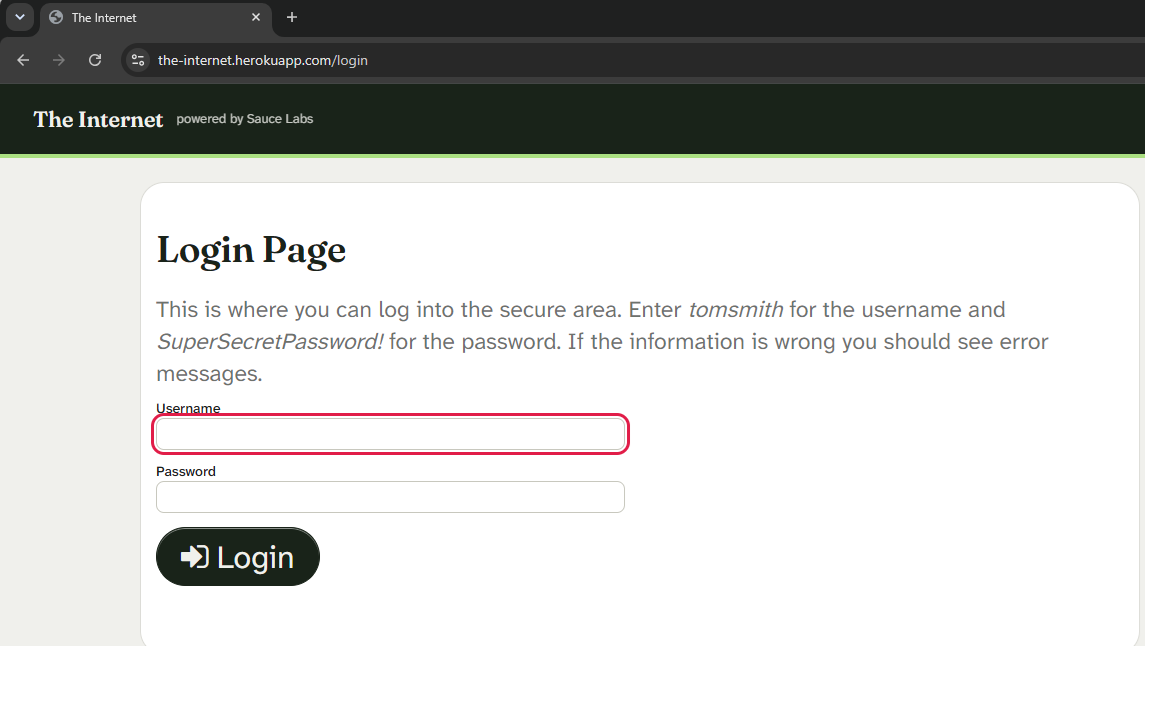 The Internet
the-internet.herokuapp.com/login
The Internet powered by Sauce Labs
Login Page
This is where you can log into the secure area. Enter tomsmith for the username and
SuperSecretPassword! for the password. If the information is wrong you should see error
messages.
Username
Password
Login